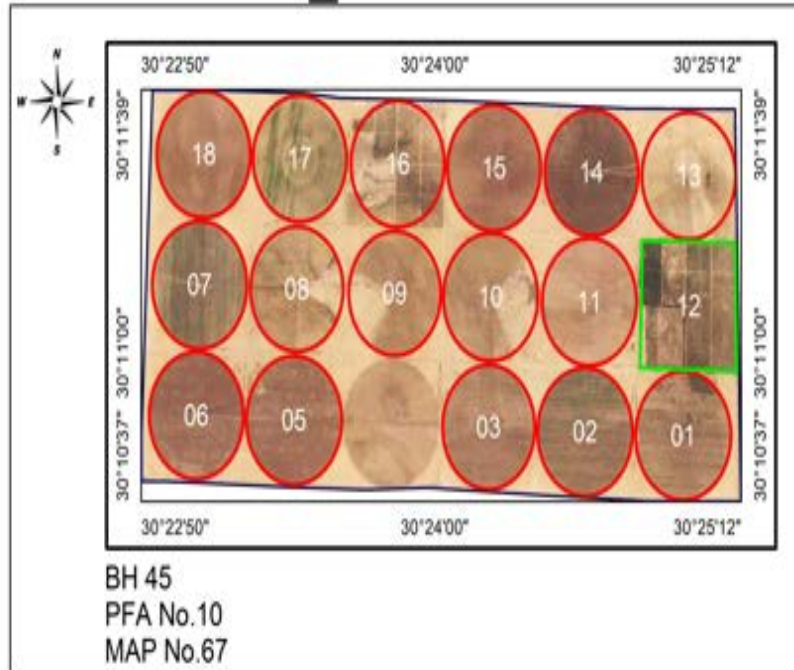 N
W E
S
30°22'50" 30°24'00" 30°25'12"
30°11'39" 30°11'00" 30°10'37"
18 17 16 15 14 13
07 08 09 10 11 12
06 05 03 02 01
30°11'39" 30°11'00" 30°10'37"
30°22'50" 30°24'00" 30°25'12"
BH 45
PFA No.10
MAP No.67